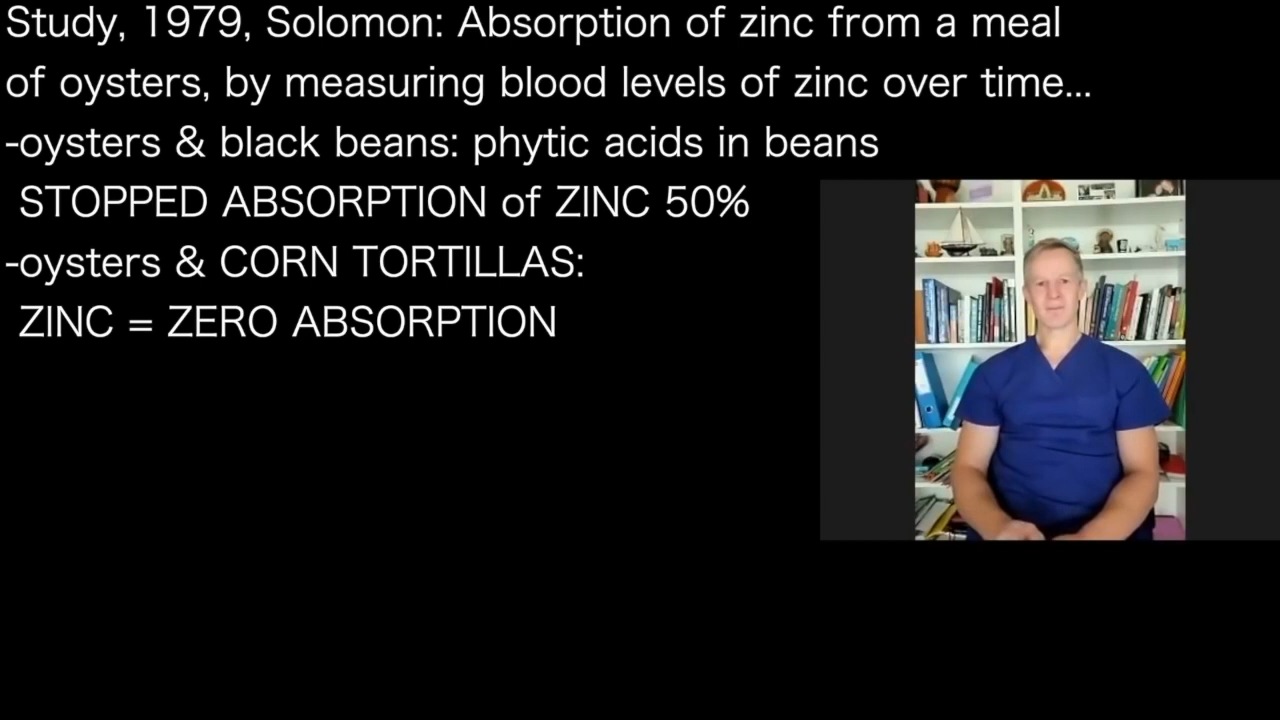 Study, 1979, Solomon: Absorption of zinc from a meal
of oysters, by measuring blood levels of zinc over time...
-oysters & black beans: phytic acids in beans
STOPPED ABSORPTION of ZINC 50%
-oysters & CORN TORTILLAS:
ZINC = ZERO ABSORPTION